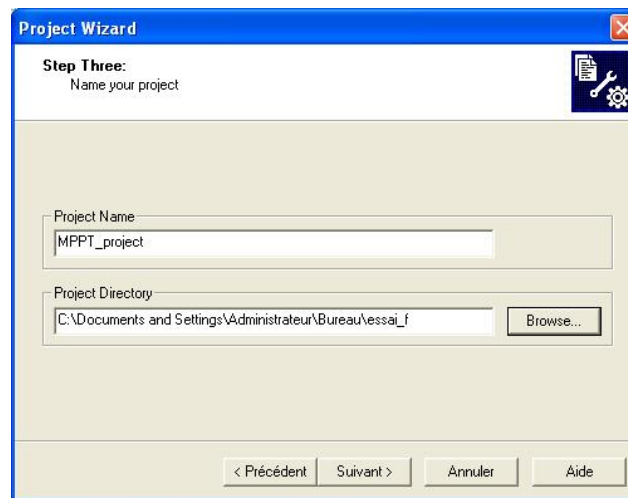 Project Wizard
Step Three:
Name your project
Project Name
MPPT_project
Project Directory
C:\Documents and Settings\Administrateur\Bureau\essai_f
Browse...
< Précédent
Suivant >
Annuler
Aide